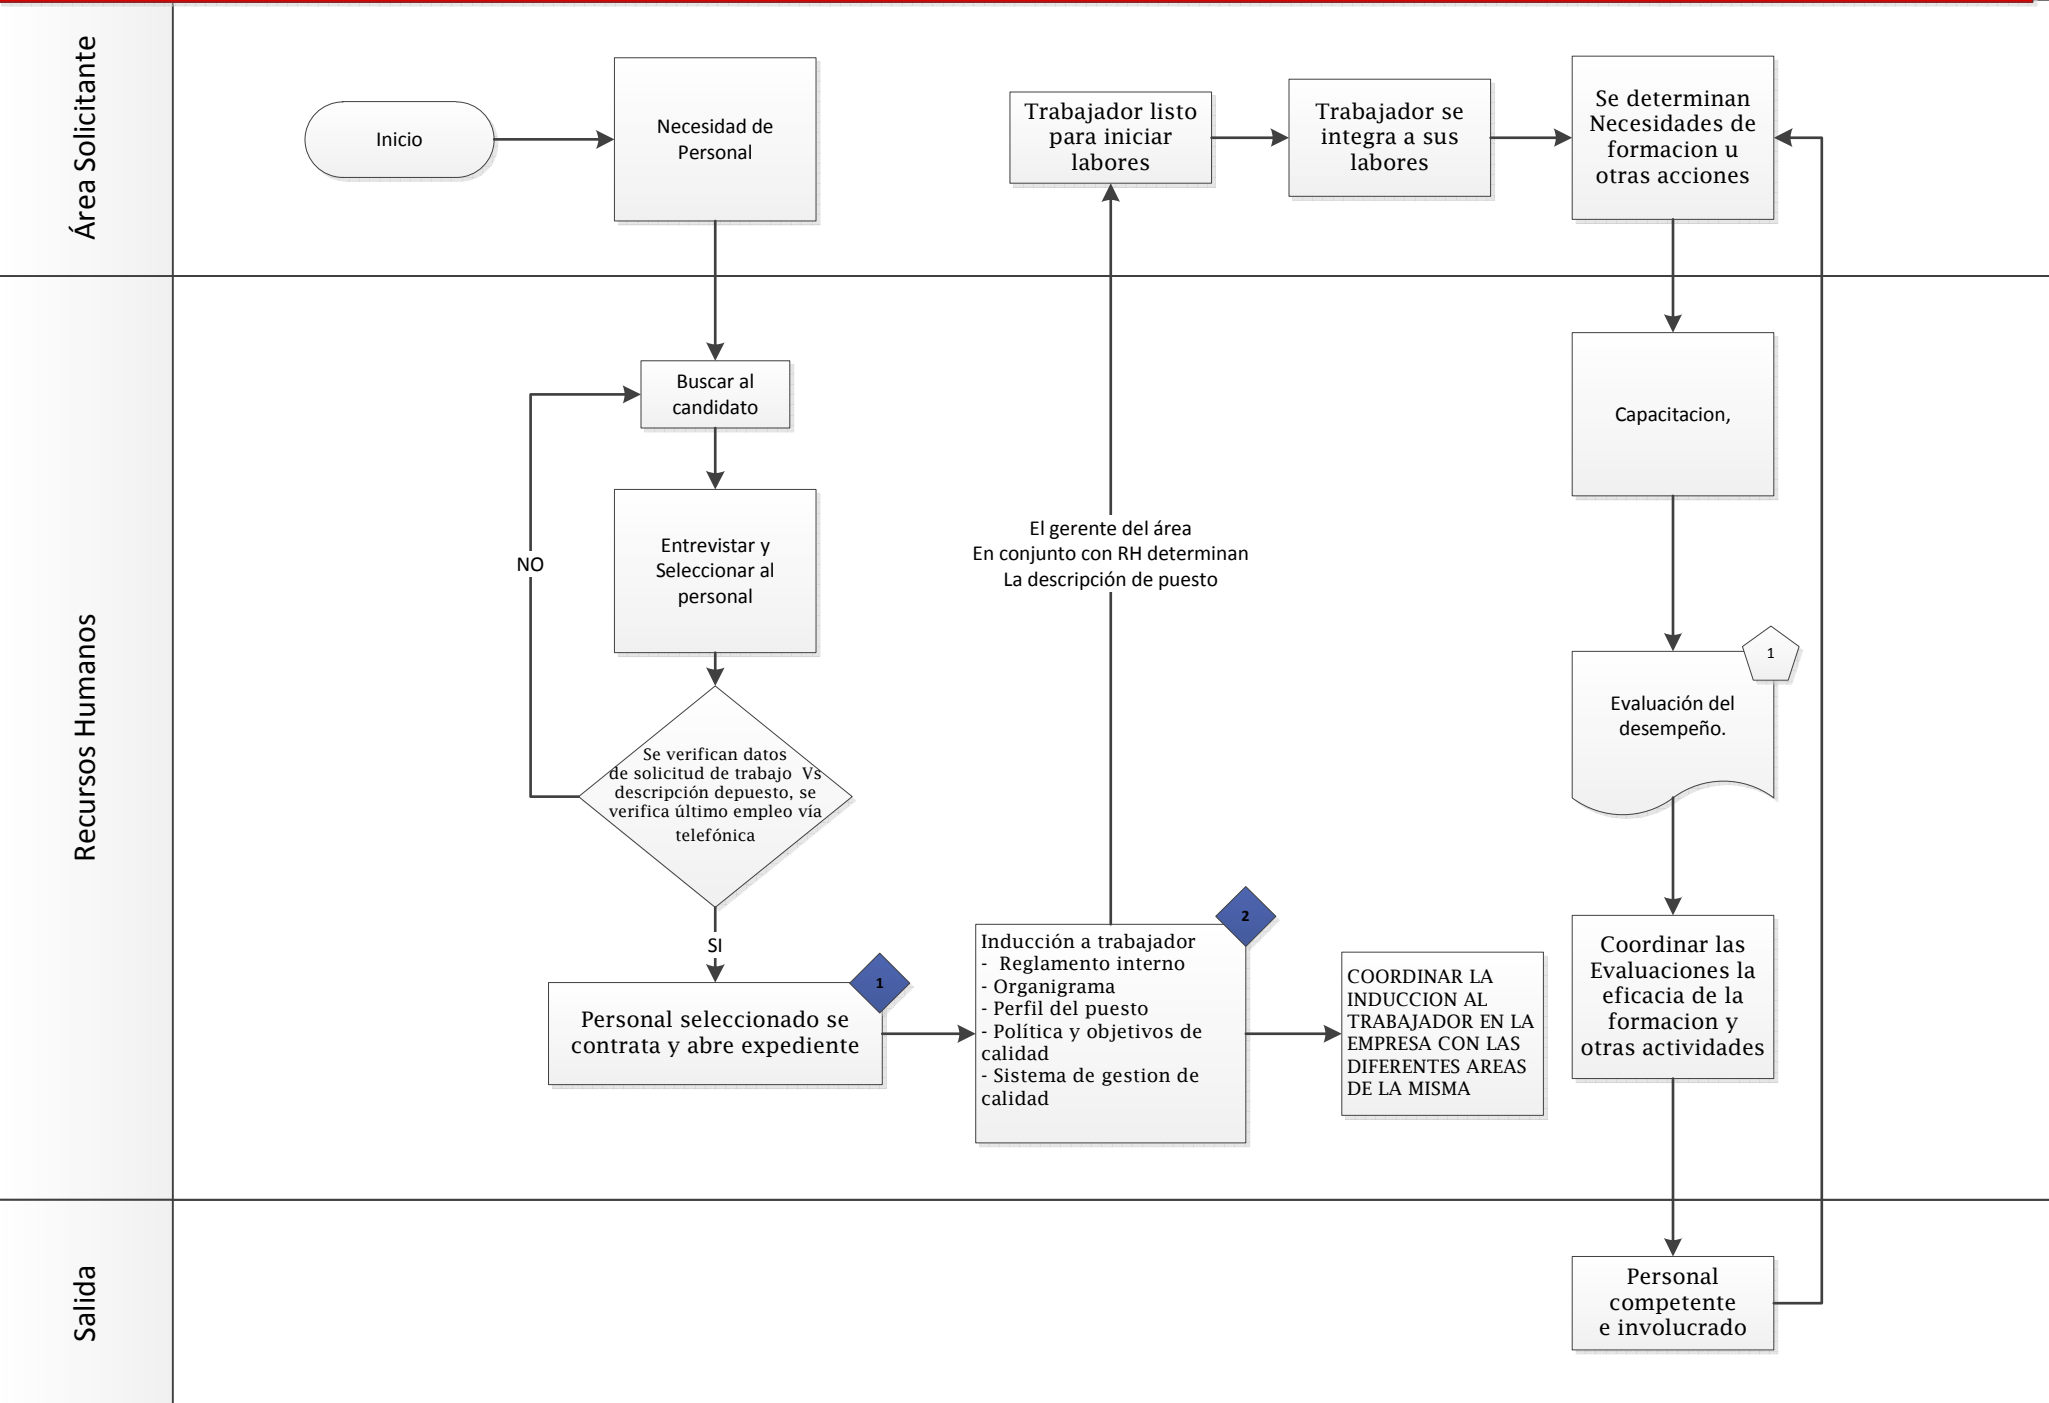 Área Solicitante
Inicio
Necesidad de
Personal
Trabajador listo
para iniciar
labores
Trabajador se
integra a sus
labores
Se determinan
Necesidades de
formacion u
otras acciones
Recursos Humanos
Buscar al
candidato
Entrevistar y
Seleccionar al
personal
NO
Se verifican datos
de solicitud de trabajo  Vs
descripción depuesto, se
verifica último empleo vía
telefónica
SI
1
Personal seleccionado se
contrata y abre expediente
El gerente del área
En conjunto con RH determinan
La descripción de puesto
2
Inducción a trabajador
-  Reglamento interno
- Organigrama
- Perfil del puesto
- Política y objetivos de
calidad
- Sistema de gestion de
calidad
COORDINAR LA
INDUCCION AL
TRABAJADOR EN LA
EMPRESA CON LAS
DIFERENTES AREAS
DE LA MISMA
Capacitacion,
1
Evaluación del
desempeño.
Coordinar las
Evaluaciones la
eficacia de la
formacion y
otras actividades
Salida
Personal
competente
e involucrado